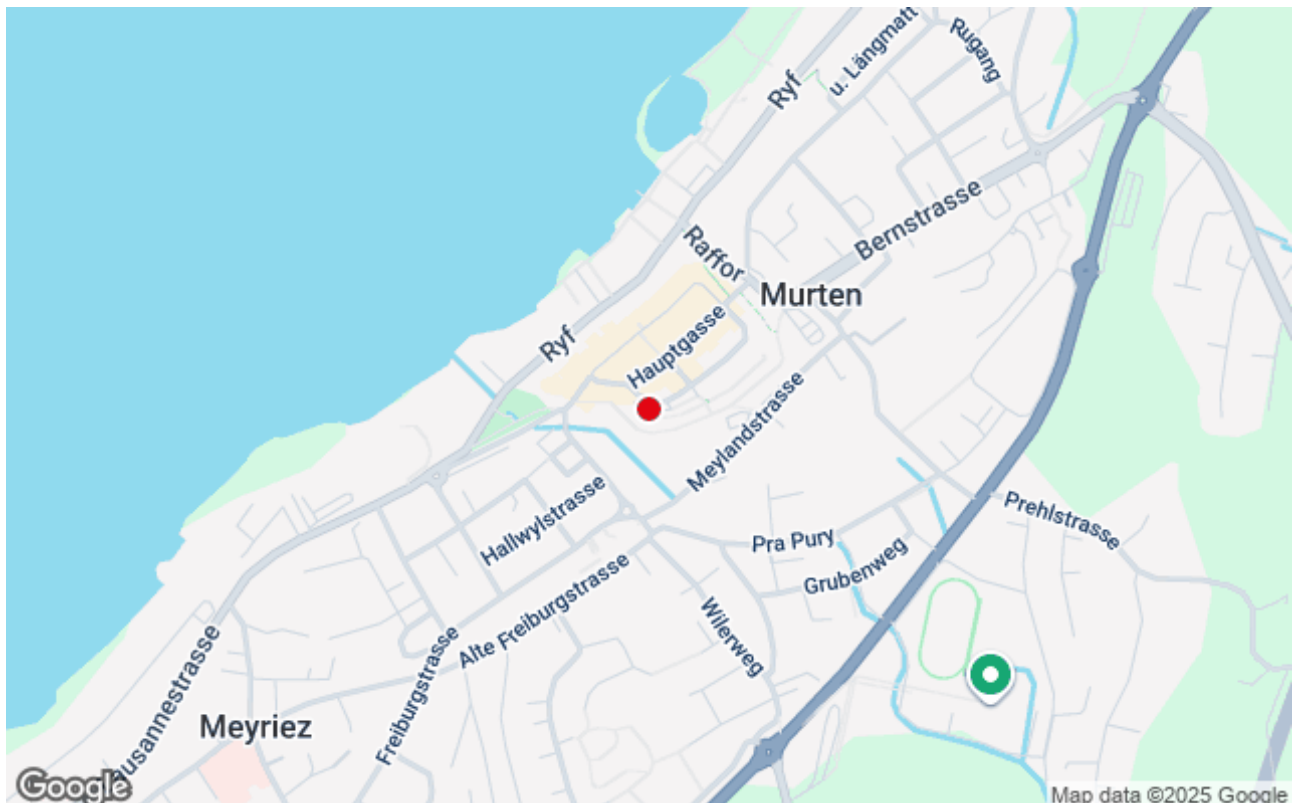 Rugang
u. Längmatt
Ryf
Bernstrasse
Raffor
Murten
Ryf
Hauptgasse
Meylandstrasse
Hallwylstrasse
Prehlstrasse
Pra Pury
Grubenweg
Alte Freiburgstrasse
Wilerweg
Freiburgstrasse
Meyriez
Google
Map data ©2025 Google